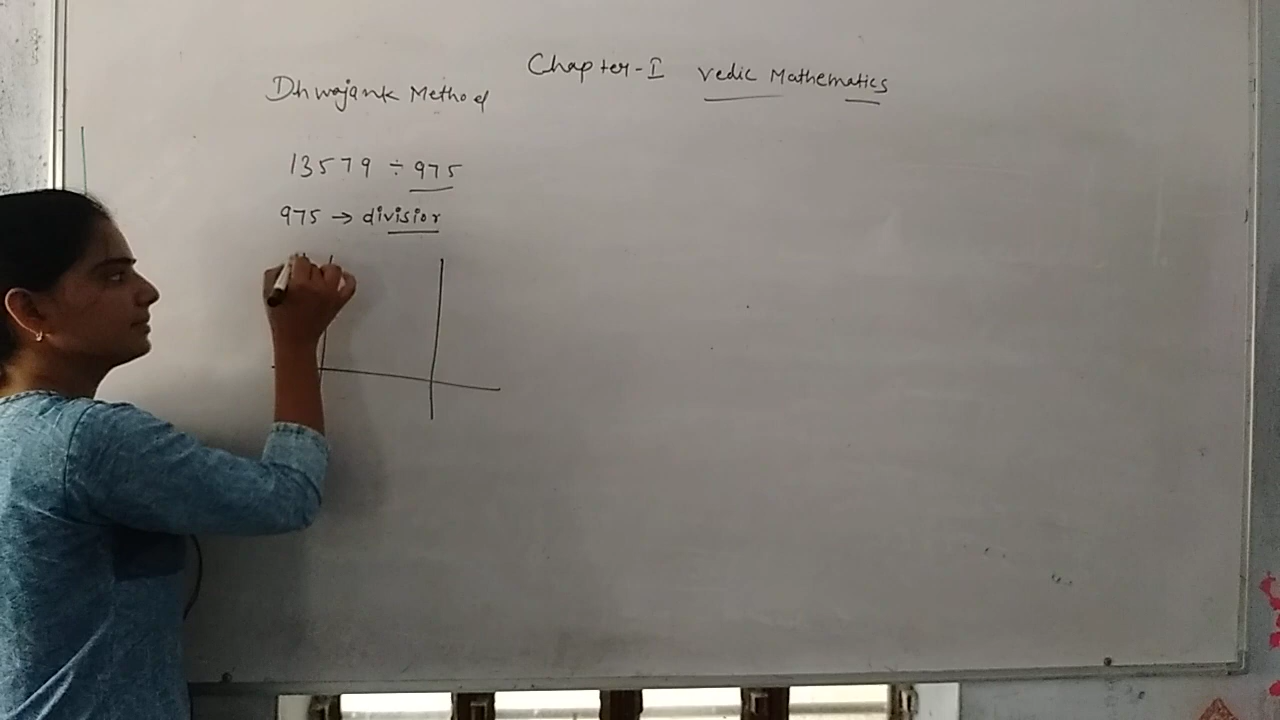 Chapter-I Vedic Mathematics
Dhwajank Method
13579 ÷ 975
975 → divisior